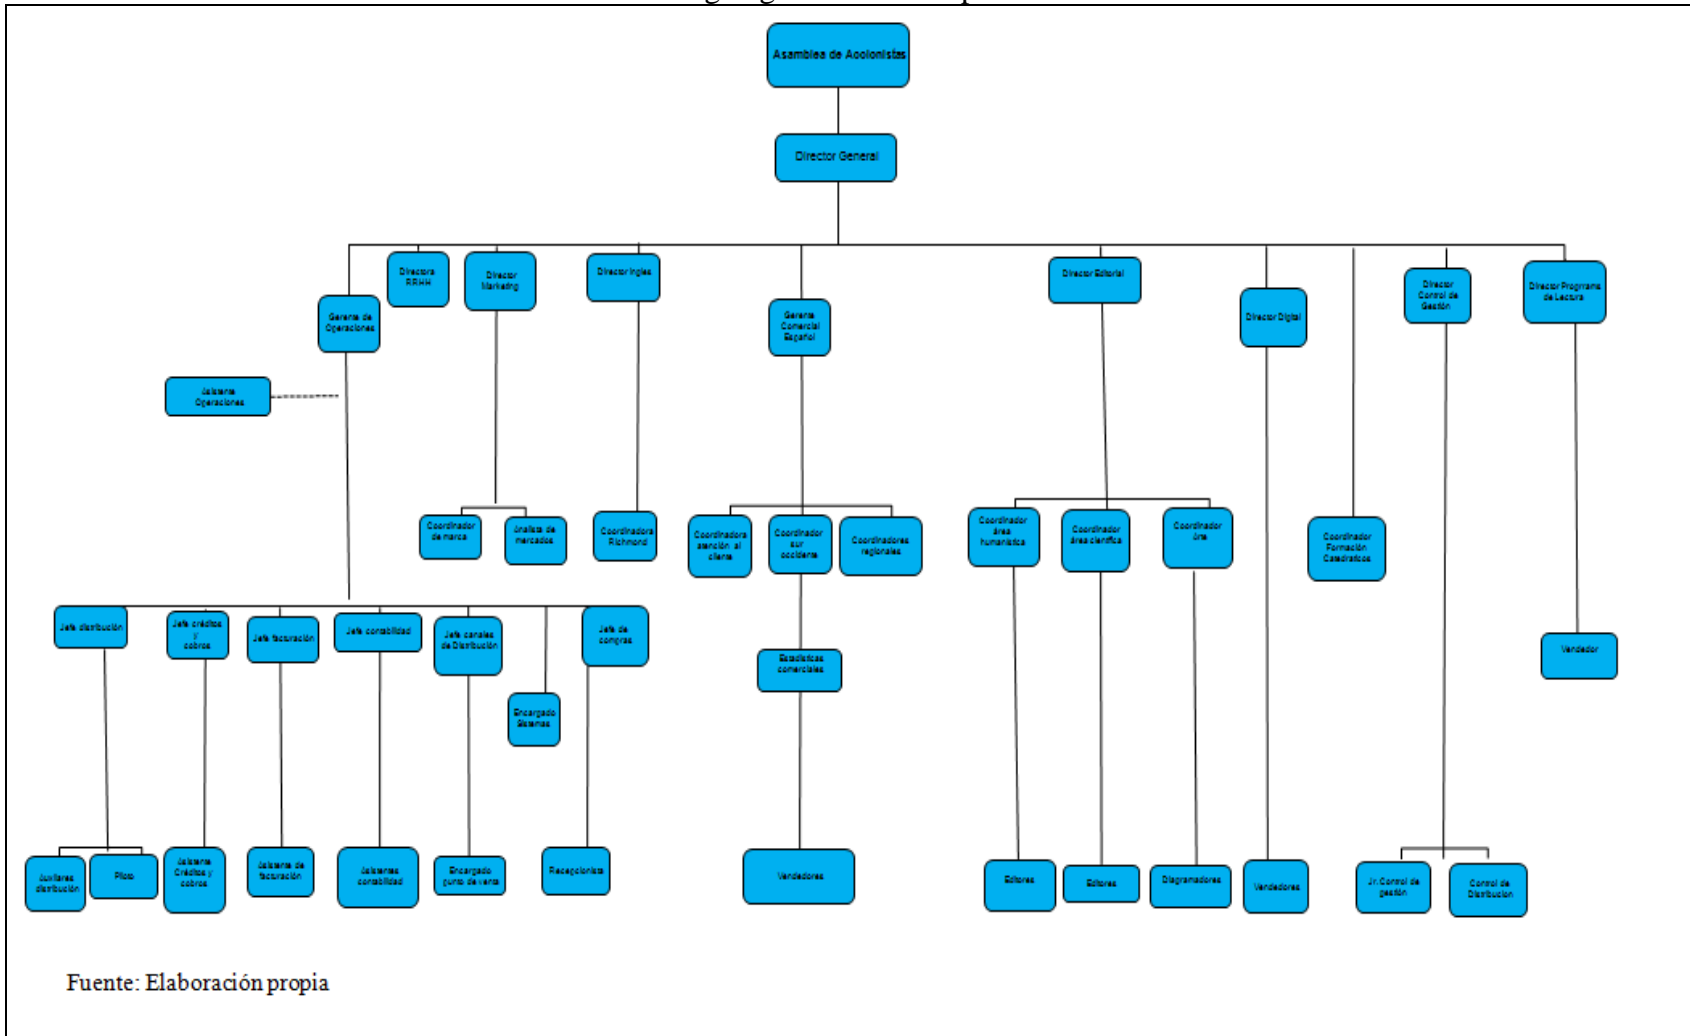 Asamblea de Accionistas
Director General
Directora
RRHH
Director
Marketing
Director Ingles
Gerente de
Operaciones
Gerente
Comercial
Español
Director Editorial
Director Digital
Director
Control de
Gestión
Director Progrrama
de Lectura
Asistente
Operaciones
Coordinador
de marca
Analista de
mercados
Coordinadora
Richmond
Coordinadora
atención al
cliente
Coordinador
sur
occidente
Coordinadores
regionales
Coordinador
área
humanistica
Coordinador
área científica
Coordinador
Arte
Coordinador
Formación
Catedraticos
Jefe distribución
Jefe créditos
y
cobros
Jefe facturación
Jefe contabilidad
Jefe canales
de Distribución
Jefe de
compras
Encargado
Sistemas
Estadísticas
comerciales
Vendedor
Auxiliares
distribución
Piloto
Asistente
Créditos y
cobros
Asistente de
facturación
Asistentes
contabilidad
Encargado
punto de venta
Recepcionista
Vendedores
Editores
Editores
Diagramadores
Vendedores
Jr. Control de
gestión
Control de
Distribucion
Fuente: Elaboración propia